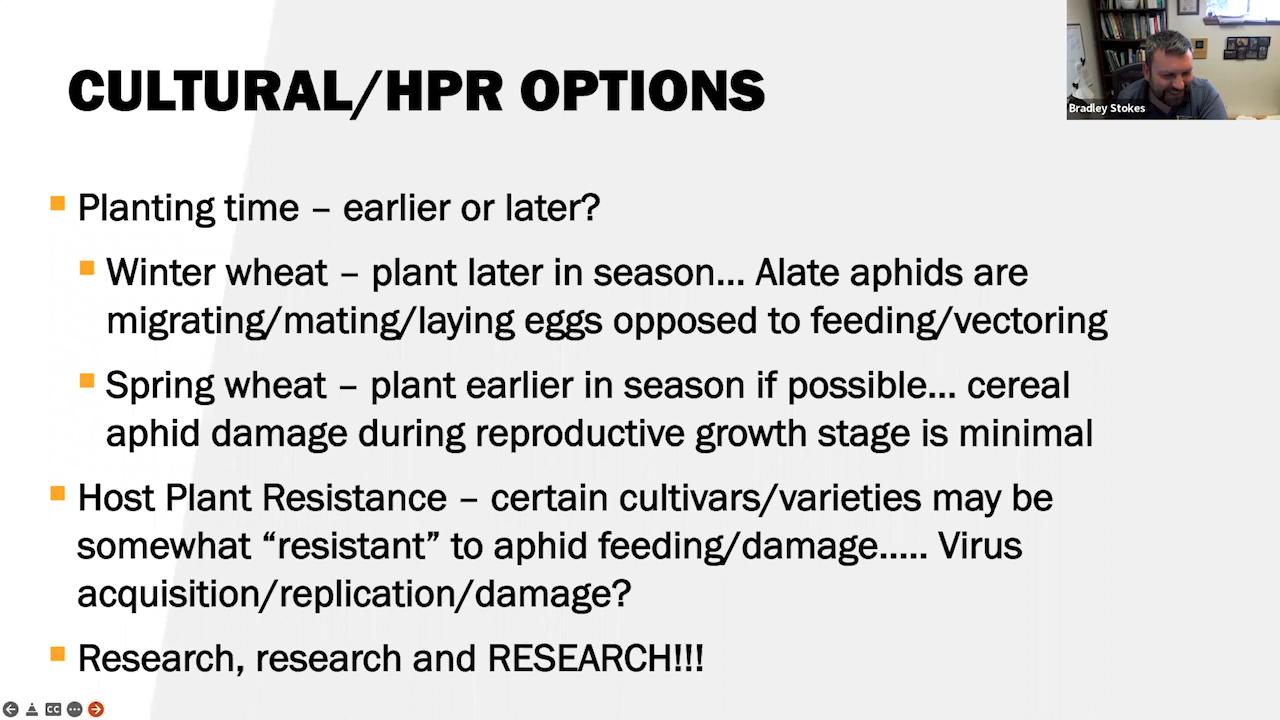 CULTURAL/HPR OPTIONS
Bradley Stokes
Planting time – earlier or later?
Winter wheat – plant later in season... Alate aphids are
migrating/mating/laying eggs opposed to feeding/vectoring
Spring wheat – plant earlier in season if possible... cereal
aphid damage during reproductive growth stage is minimal
Host Plant Resistance – certain cultivars/varieties may be
somewhat “resistant” to aphid feeding/damage..... Virus
acquisition/replication/damage?
Research, research and RESEARCH!!!
CC